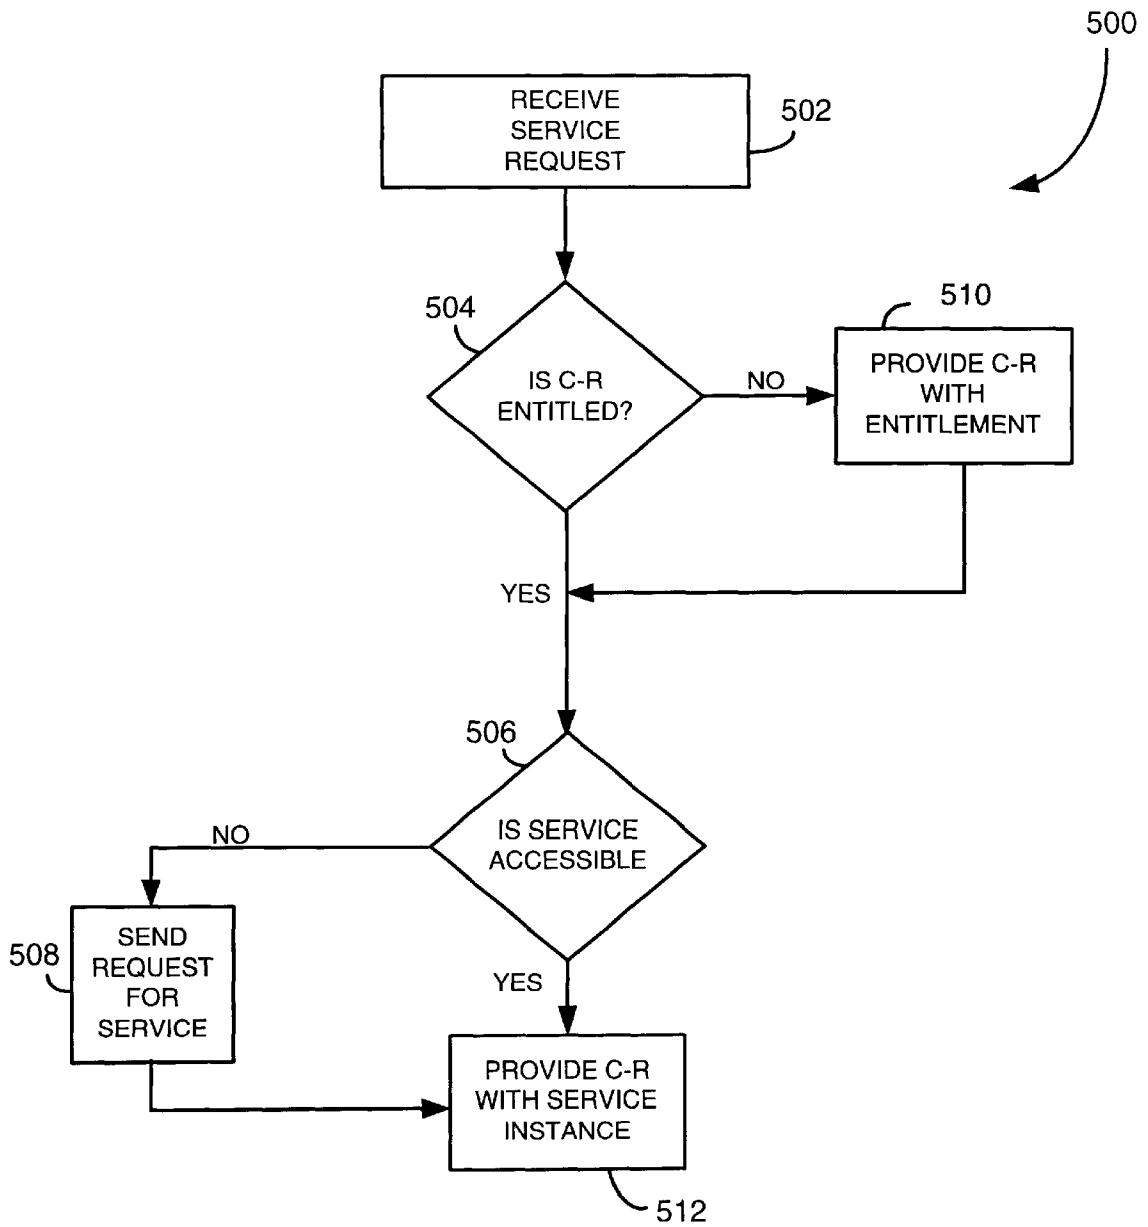 500
RECEIVE
SERVICE
REQUEST
502
504
IS C-R
ENTITLED?
NO
510
PROVIDE C-R
WITH
ENTITLEMENT
YES
506
IS SERVICE
ACCESSIBLE
NO
508
SEND
REQUEST
FOR
SERVICE
YES
PROVIDE C-R
WITH SERVICE
INSTANCE
512